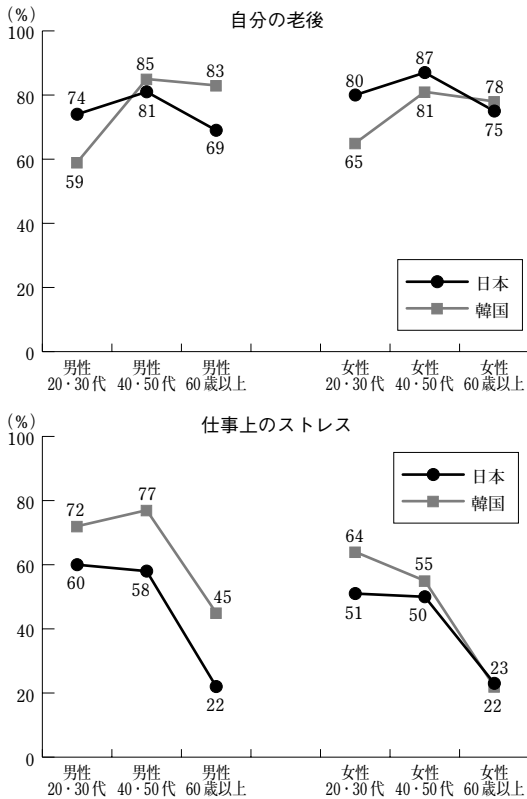 (％)
自分の老後
100
80
60
40
20
0
74
59
85
81
83
69
80
65
87
81
78
75
日本
韓国
男性
20・30代
男性
40・50代
男性
60歳以上
女性
20・30代
女性
40・50代
女性
60歳以上
(％)
仕事上のストレス
100
80
60
40
20
0
72
60
77
58
45
22
64
51
55
50
23
22
日本
韓国
男性
20・30代
男性
40・50代
男性
60歳以上
女性
20・30代
女性
40・50代
女性
60歳以上